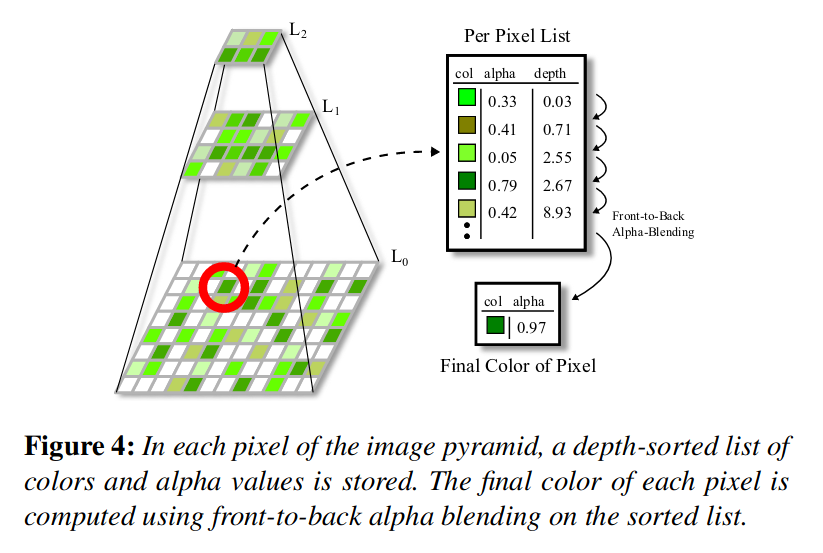 L2
L1
L0
Per Pixel List
col alpha depth
0.33 0.03
0.41 0.71
0.05 2.55
0.79 2.67
0.42 8.93
Front-to-Back
Alpha-Blending
col alpha
0.97
Final Color of Pixel
Figure 4: In each pixel of the image pyramid, a depth-sorted list of
colors and alpha values is stored. The final color of each pixel is
computed using front-to-back alpha blending on the sorted list.